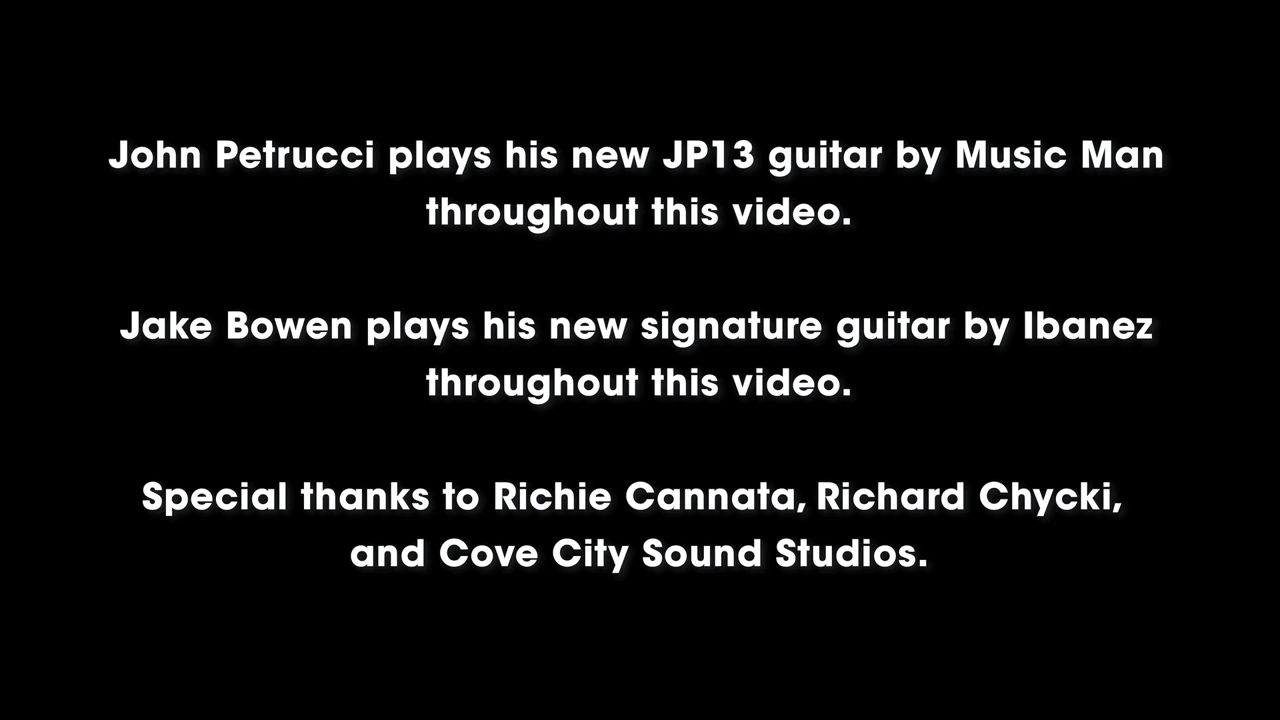 John Petrucci plays his new JP13 guitar by Music Man
throughout this video.
Jake Bowen plays his new signature guitar by Ibanez
throughout this video.
Special thanks to Richie Cannata, Richard Chycki,
and Cove City Sound Studios.